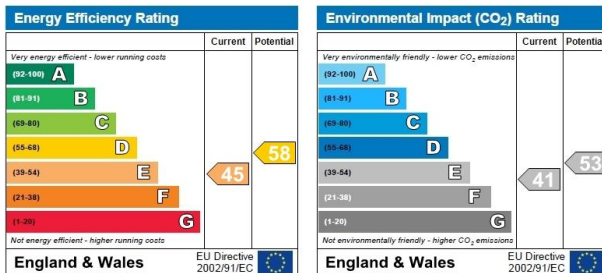 Energy Efficiency Rating
Current Potential
Very energy efficient - lower running costs
(92-100) A
(81-91) B
(69-80) C
(55-68) D
58
(39-54) E
45
(21-38) F
(1-20) G
Not energy efficient - higher running costs
England & Wales
EU Directive
2002/91/EC
Environmental Impact (CO2) Rating
Current Potential
Very environmentally friendly - lower CO2 emissions
(92-100) A
(81-91) B
(69-80) C
(55-68) D
(39-54) E
53
41
(21-38) F
(1-20) G
Not environmentally friendly - higher CO2 emissions
England & Wales
EU Directive
2002/91/EC